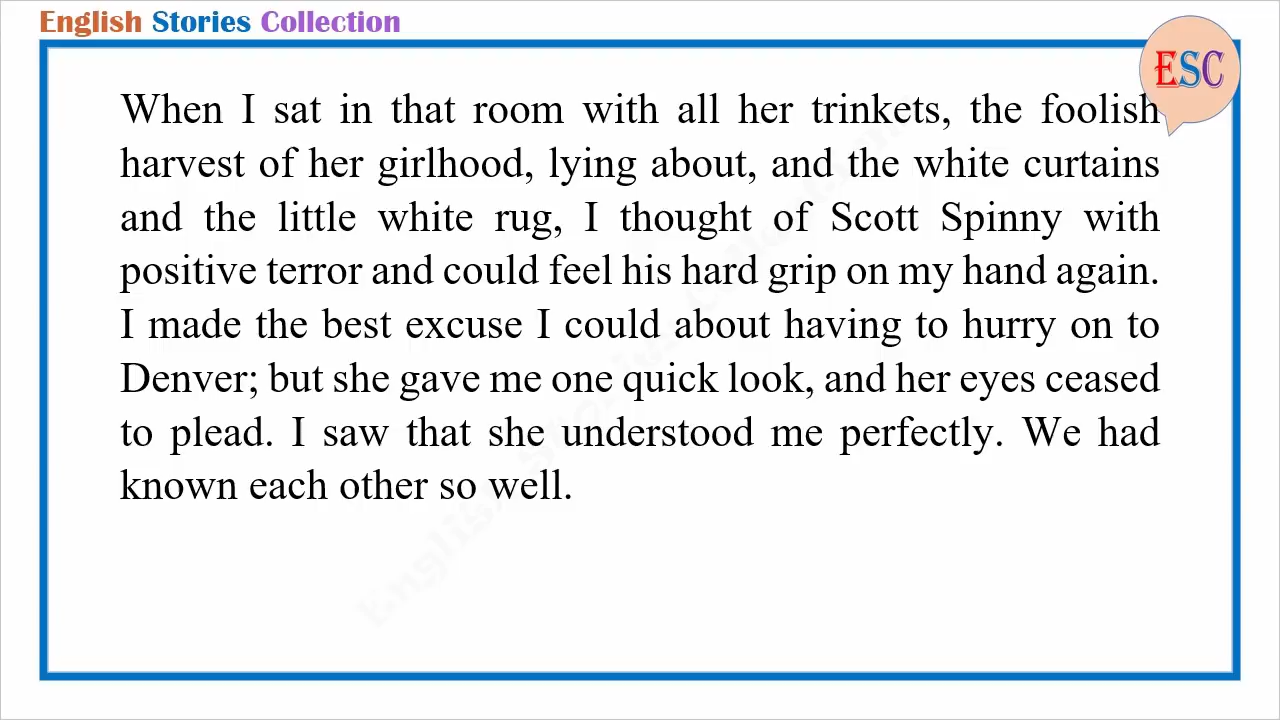 English Stories Collection
ESC
When I sat in that room with all her trinkets, the foolish
harvest of her girlhood, lying about, and the white curtains
and the little white rug, I thought of Scott Spinny with
positive terror and could feel his hard grip on my hand again.
I made the best excuse I could about having to hurry on to
Denver; but she gave me one quick look, and her eyes ceased
to plead. I saw that she understood me perfectly. We had
known each other so well.